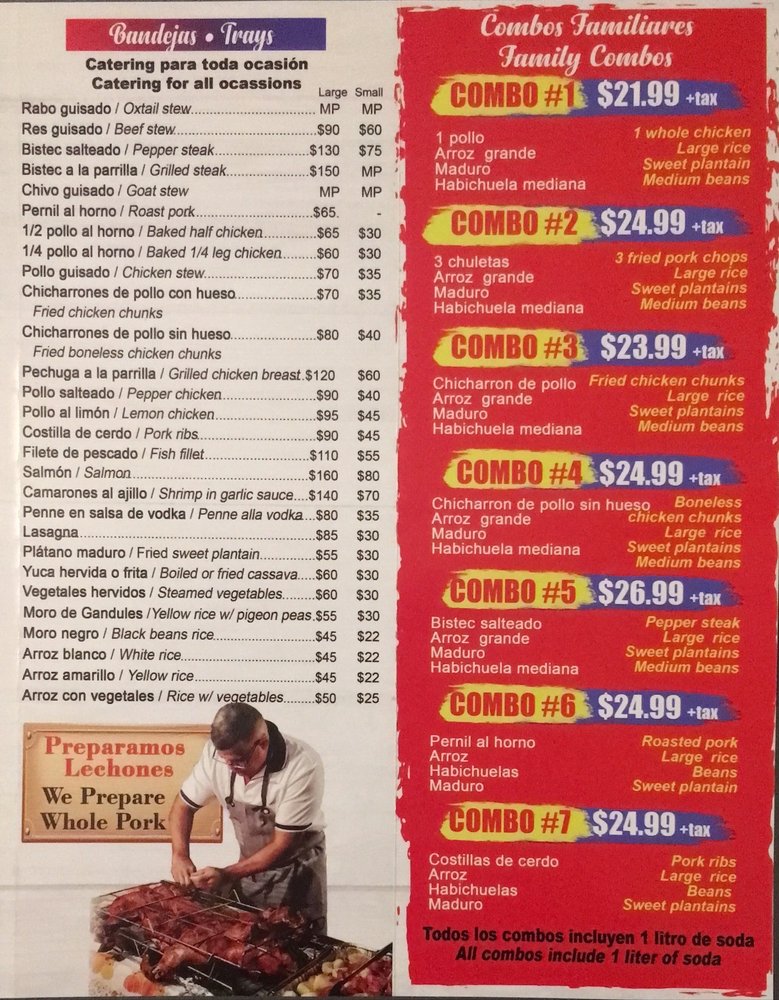 Bandejas • Trays
Catering para toda ocasión
Catering for all ocassions
Large Small
Rabo guisado / Oxtail stew.............................. MP MP
Res guisado / Beef stew.................................$90 $60
Bistec salteado / Pepper steak.......................$130 $75
Bistec a la parrilla / Grilled steak....................$150 MP
Chivo guisado / Goat stew MP MP
Pernil al horno / Roast pork............................$65. -
1/2 pollo al horno / Baked half chicken..........$65 $30
1/4 pollo al horno / Baked 1/4 leg chicken......$60 $30
Pollo guisado / Chicken stew..........................$70 $35
Chicharrones de pollo con hueso...................$70 $35
Fried chicken chunks
Chicharrones de pollo sin hueso....................$80 $40
Fried boneless chicken chunks
Pechuga a la parrilla / Grilled chicken breast.$120 $60
Pollo salteado / Pepper chicken......................$90 $40
Pollo al limón / Lemon chicken........................$95 $45
Costilla de cerdo / Pork ribs...........................$90 $45
Filete de pescado / Fish fillet.........................$110 $55
Salmón / Salmon...........................................$160 $80
Camarones al ajillo / Shrimp in garlic sauce....$140 $70
Penne en salsa de vodka / Penne alla vodka....$80 $35
Lasagna........................................................$85 $30
Plátano maduro / Fried sweet plantain.............$55 $30
Yuca hervida o frita / Boiled or fried cassava.....$60 $30
Vegetales hervidos / Steamed vegetables........$60 $30
Moro de Gandules /Yellow rice w/ pigeon peas.$55 $30
Moro negro / Black beans rice.........................$45 $22
Arroz blanco / White rice................................$45 $22
Arroz amarillo / Yellow rice.............................$45 $22
Arroz con vegetales / Rice w/ vegetables........$50 $25
Preparamos
Lechones
We Prepare
Whole Pork
Combos Familiares
Family Combos
COMBO #1 $21.99 +tax
1 pollo 1 whole chicken
Arroz grande Large rice
Maduro Sweet plantain
Habichuela mediana Medium beans
COMBO #2 $24.99 +tax
3 chuletas 3 fried pork chops
Arroz grande Large rice
Maduro Sweet plantains
Habichuela mediana Medium beans
COMBO #3 $23.99 +tax
Chicharron de pollo Fried chicken chunks
Arroz grande Large rice
Maduro Sweet plantains
Habichuela mediana Medium beans
COMBO #4 $24.99 +tax
Chicharron de pollo sin hueso Boneless
Arroz grande chicken chunks
Maduro Large rice
Habichuela mediana Sweet plantains
Medium beans
COMBO #5 $26.99 +tax
Bistec salteado Pepper steak
Arroz grande Large rice
Maduro Sweet plantains
Habichuela mediana Medium beans
COMBO #6 $24.99 +tax
Pernil al horno Roasted pork
Arroz Large rice
Habichuelas Beans
Maduro Sweet plantain
COMBO #7 $24.99 +tax
Costillas de cerdo Pork ribs
Arroz Large rice
Habichuelas Beans
Maduro Sweet plantains
Todos los combos incluyen 1 litro de soda
All combos include 1 liter of soda